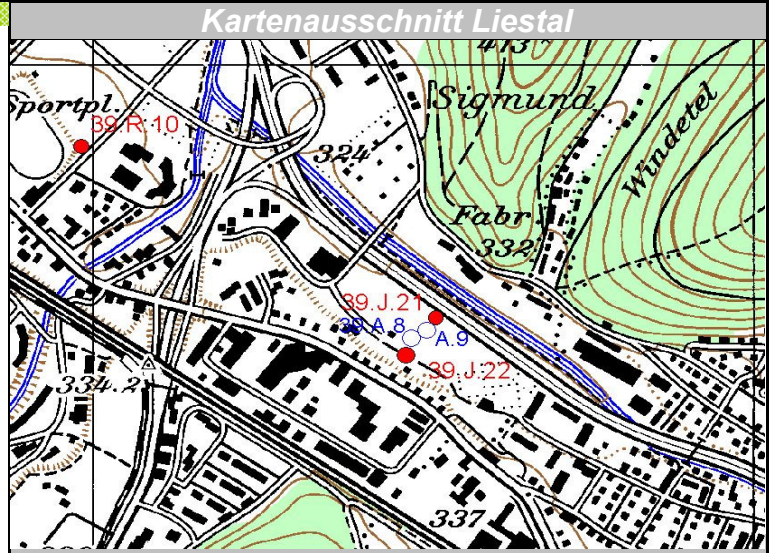 Kartenausschnitt Liestal
413
Sportpl.
Sigmund
39.R.10
Windetel
324
Fabr.
332
39.J.21
39.A.8
A.9
39.J.22
334.2
337